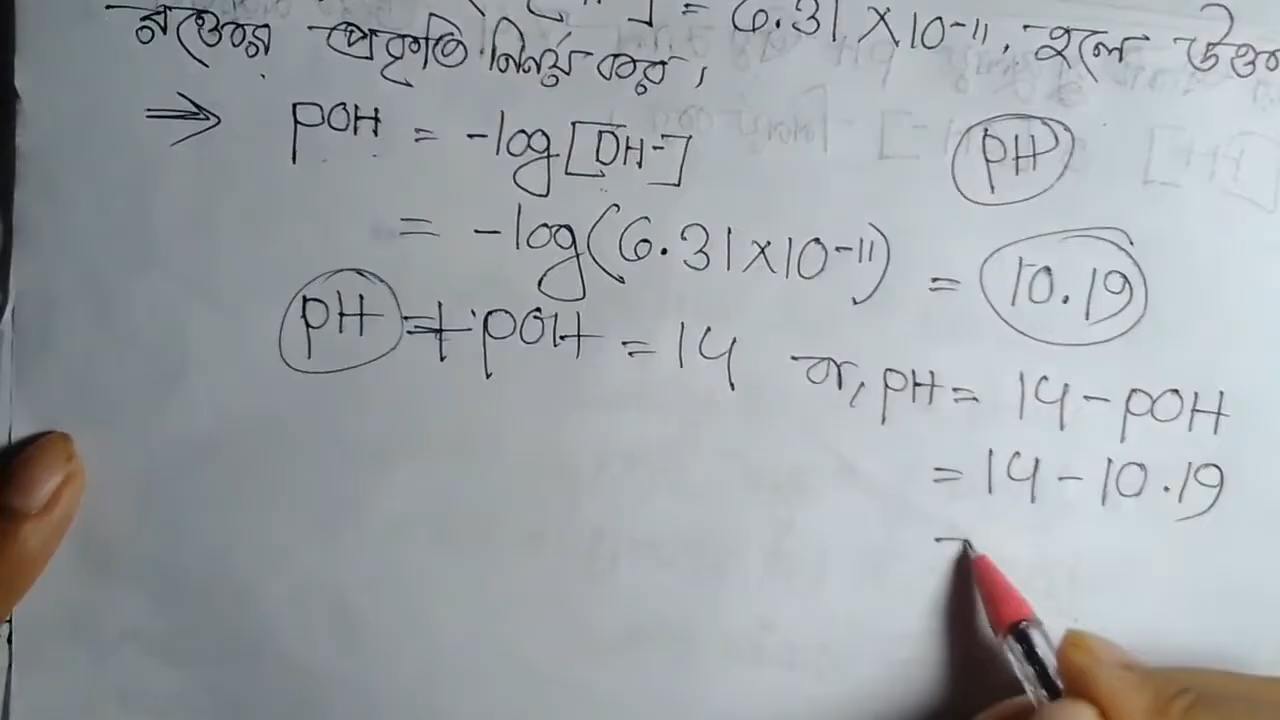 = 6.31 × 10⁻¹¹, হলে উক্ত
প্রকৃতি নির্ণয় কর,
⇒ pOH = -log[OH⁻]
pH
= -log(6.31×10⁻¹¹) = 10.19
pH + pOH = 14 বা, pH = 14 - pOH
= 14 - 10.19